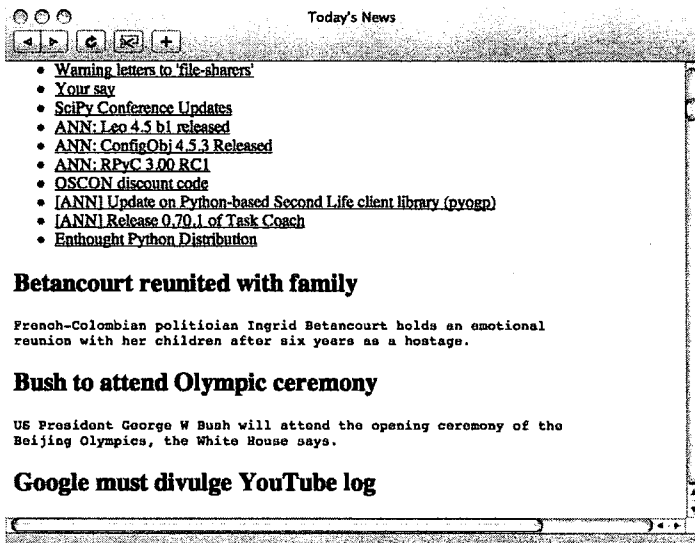 Today's News
Warning letters to 'file-sharers'
Your say
SciPy Conference Updates
ANN: Leo 4.5 b1 released
ANN: ConfigObj 4.5.3 Released
ANN: RPyC 3.00 RC1
OSCON discount code
[ANN] Update on Python-based Second Life client library (pyogp)
[ANN] Release 0.70.1 of Task Coach
Enthought Python Distribution
Betancourt reunited with family
French-Colombian politician Ingrid Betancourt holds an emotional
reunion with her children after six years as a hostage.
Bush to attend Olympic ceremony
US President George W Bush will attend the opening ceremony of the
Beijing Olympics, the White House says.
Google must divulge YouTube log